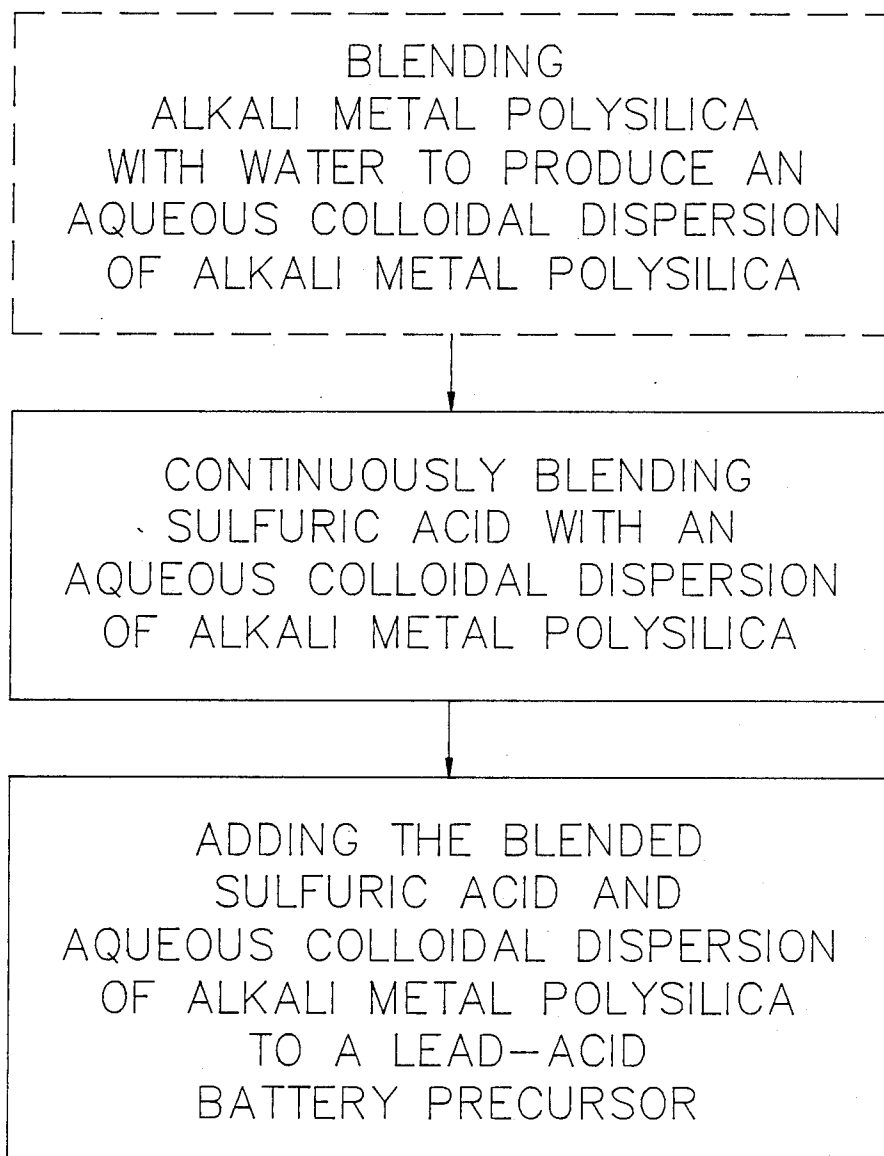 BLENDING
ALKALI METAL POLYSILICA
WITH WATER TO PRODUCE AN
AQUEOUS COLLOIDAL DISPERSION
OF ALKALI METAL POLYSILICA
CONTINUOUSLY BLENDING
SULFURIC ACID WITH AN
AQUEOUS COLLOIDAL DISPERSION
OF ALKALI METAL POLYSILICA
ADDING THE BLENDED
SULFURIC ACID AND
AQUEOUS COLLOIDAL DISPERSION
OF ALKALI METAL POLYSILICA
TO A LEAD-ACID
BATTERY PRECURSOR